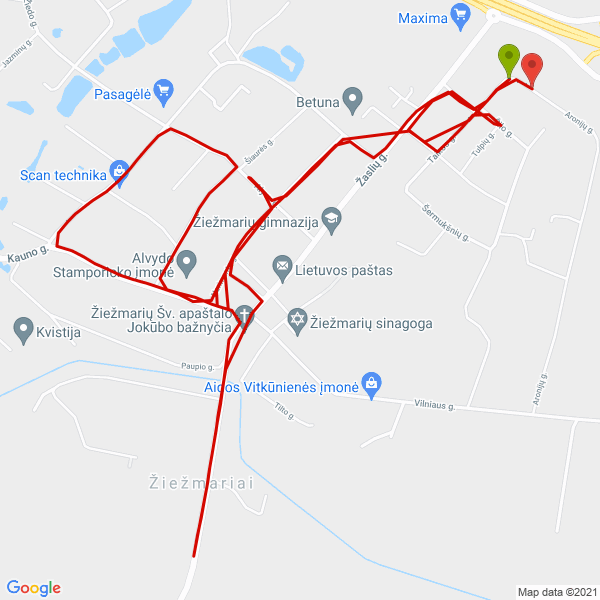 Maxima
Jazminų g.
Pasagėlė
Betuna
Aronijų g.
Tulpių g.
Šiaurės g.
Scan technika
Žaslių g.
Žiežmarių gimnazija
Šermukšnių g.
Kauno g.
Alvydo
Stamporicko įmonė
Lietuvos paštas
Žiežmarių Šv. apaštalo
Jokūbo bažnyčia
Žiežmarių sinagoga
Kvistija
Paupio g.
Aidos Vitkūnienės įmonė
Aronijų g.
Vilniaus g.
Tilto g.
Žiežmariai
Google
Map data ©2021